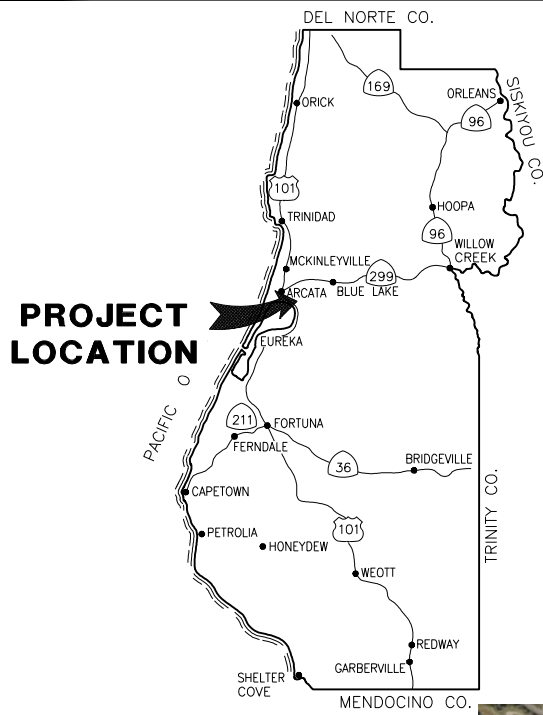 DEL NORTE CO.
169
ORLEANS
SISKIYOU CO.
ORICK
96
101
HOOPA
TRINIDAD
96
WILLOW
CREEK
MCKINLEYVILLE
299
ARCATA
BLUE LAKE
PROJECT
LOCATION
EUREKA
PACIFIC O
211
FORTUNA
FERNDALE
36
BRIDGEVILLE
CAPETOWN
TRINITY CO.
101
PETROLIA
HONEYDEW
WEOTT
REDWAY
GARBERVILLE
SHELTER
COVE
MENDOCINO CO.